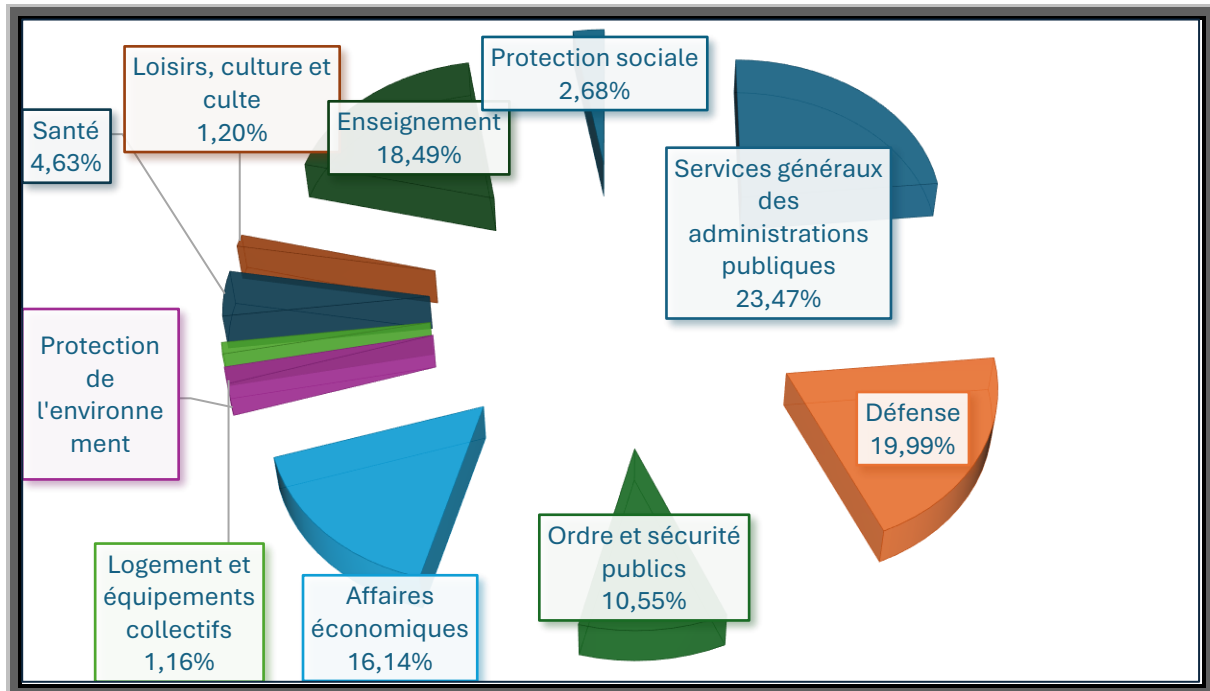 Protection sociale
2,68%
Loisirs, culture et
culte
1,20%
Enseignement
18,49%
Santé
4,63%
Services généraux
des
administrations
publiques
23,47%
Protection
de
l'environne
ment
Défense
19,99%
Ordre et sécurité
publics
10,55%
Logement et
équipements
collectifs
1,16%
Affaires
économiques
16,14%